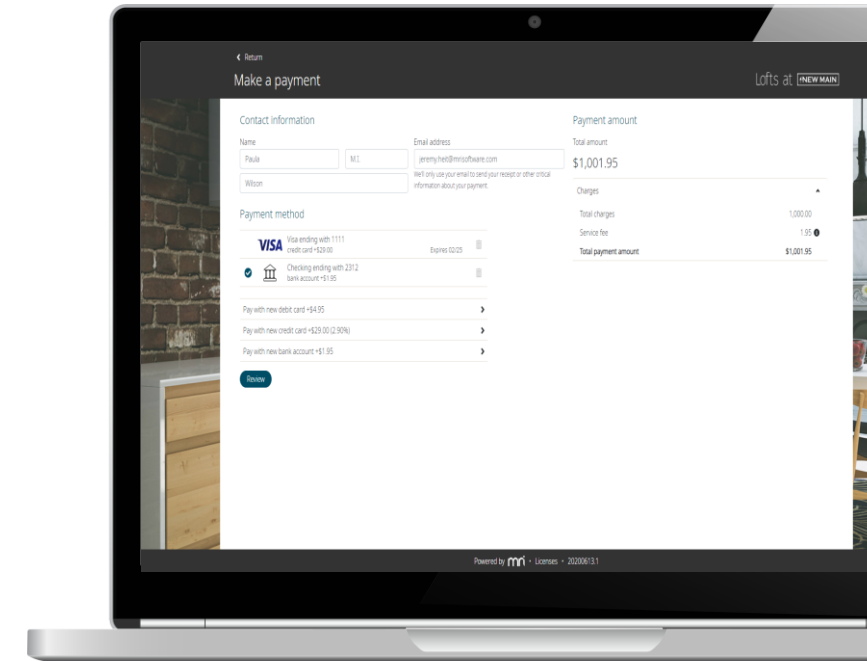 Return
Make a payment
Lofts at NEW MAIN
Contact information
Name
Paula
M.I.
Wilson
Email address
jeremy.heit@mrisoftware.com
We'll only use your email to send your receipt or other critical
information about your payment
Payment method
VISA
Visa ending with 1111
credit card +$29.00
Expires 02/25
Checking ending with 2312
bank account +$1.95
Pay with new debit card +$4.95
Pay with new credit card +$29.00 (2.90%)
Pay with new bank account +$1.95
Review
Payment amount
Total amount
$1,001.95
Charges
Total charges 1,000.00
Service fee 1.95
Total payment amount $1,001.95
Powered by mri • Licenses • 20200613.1